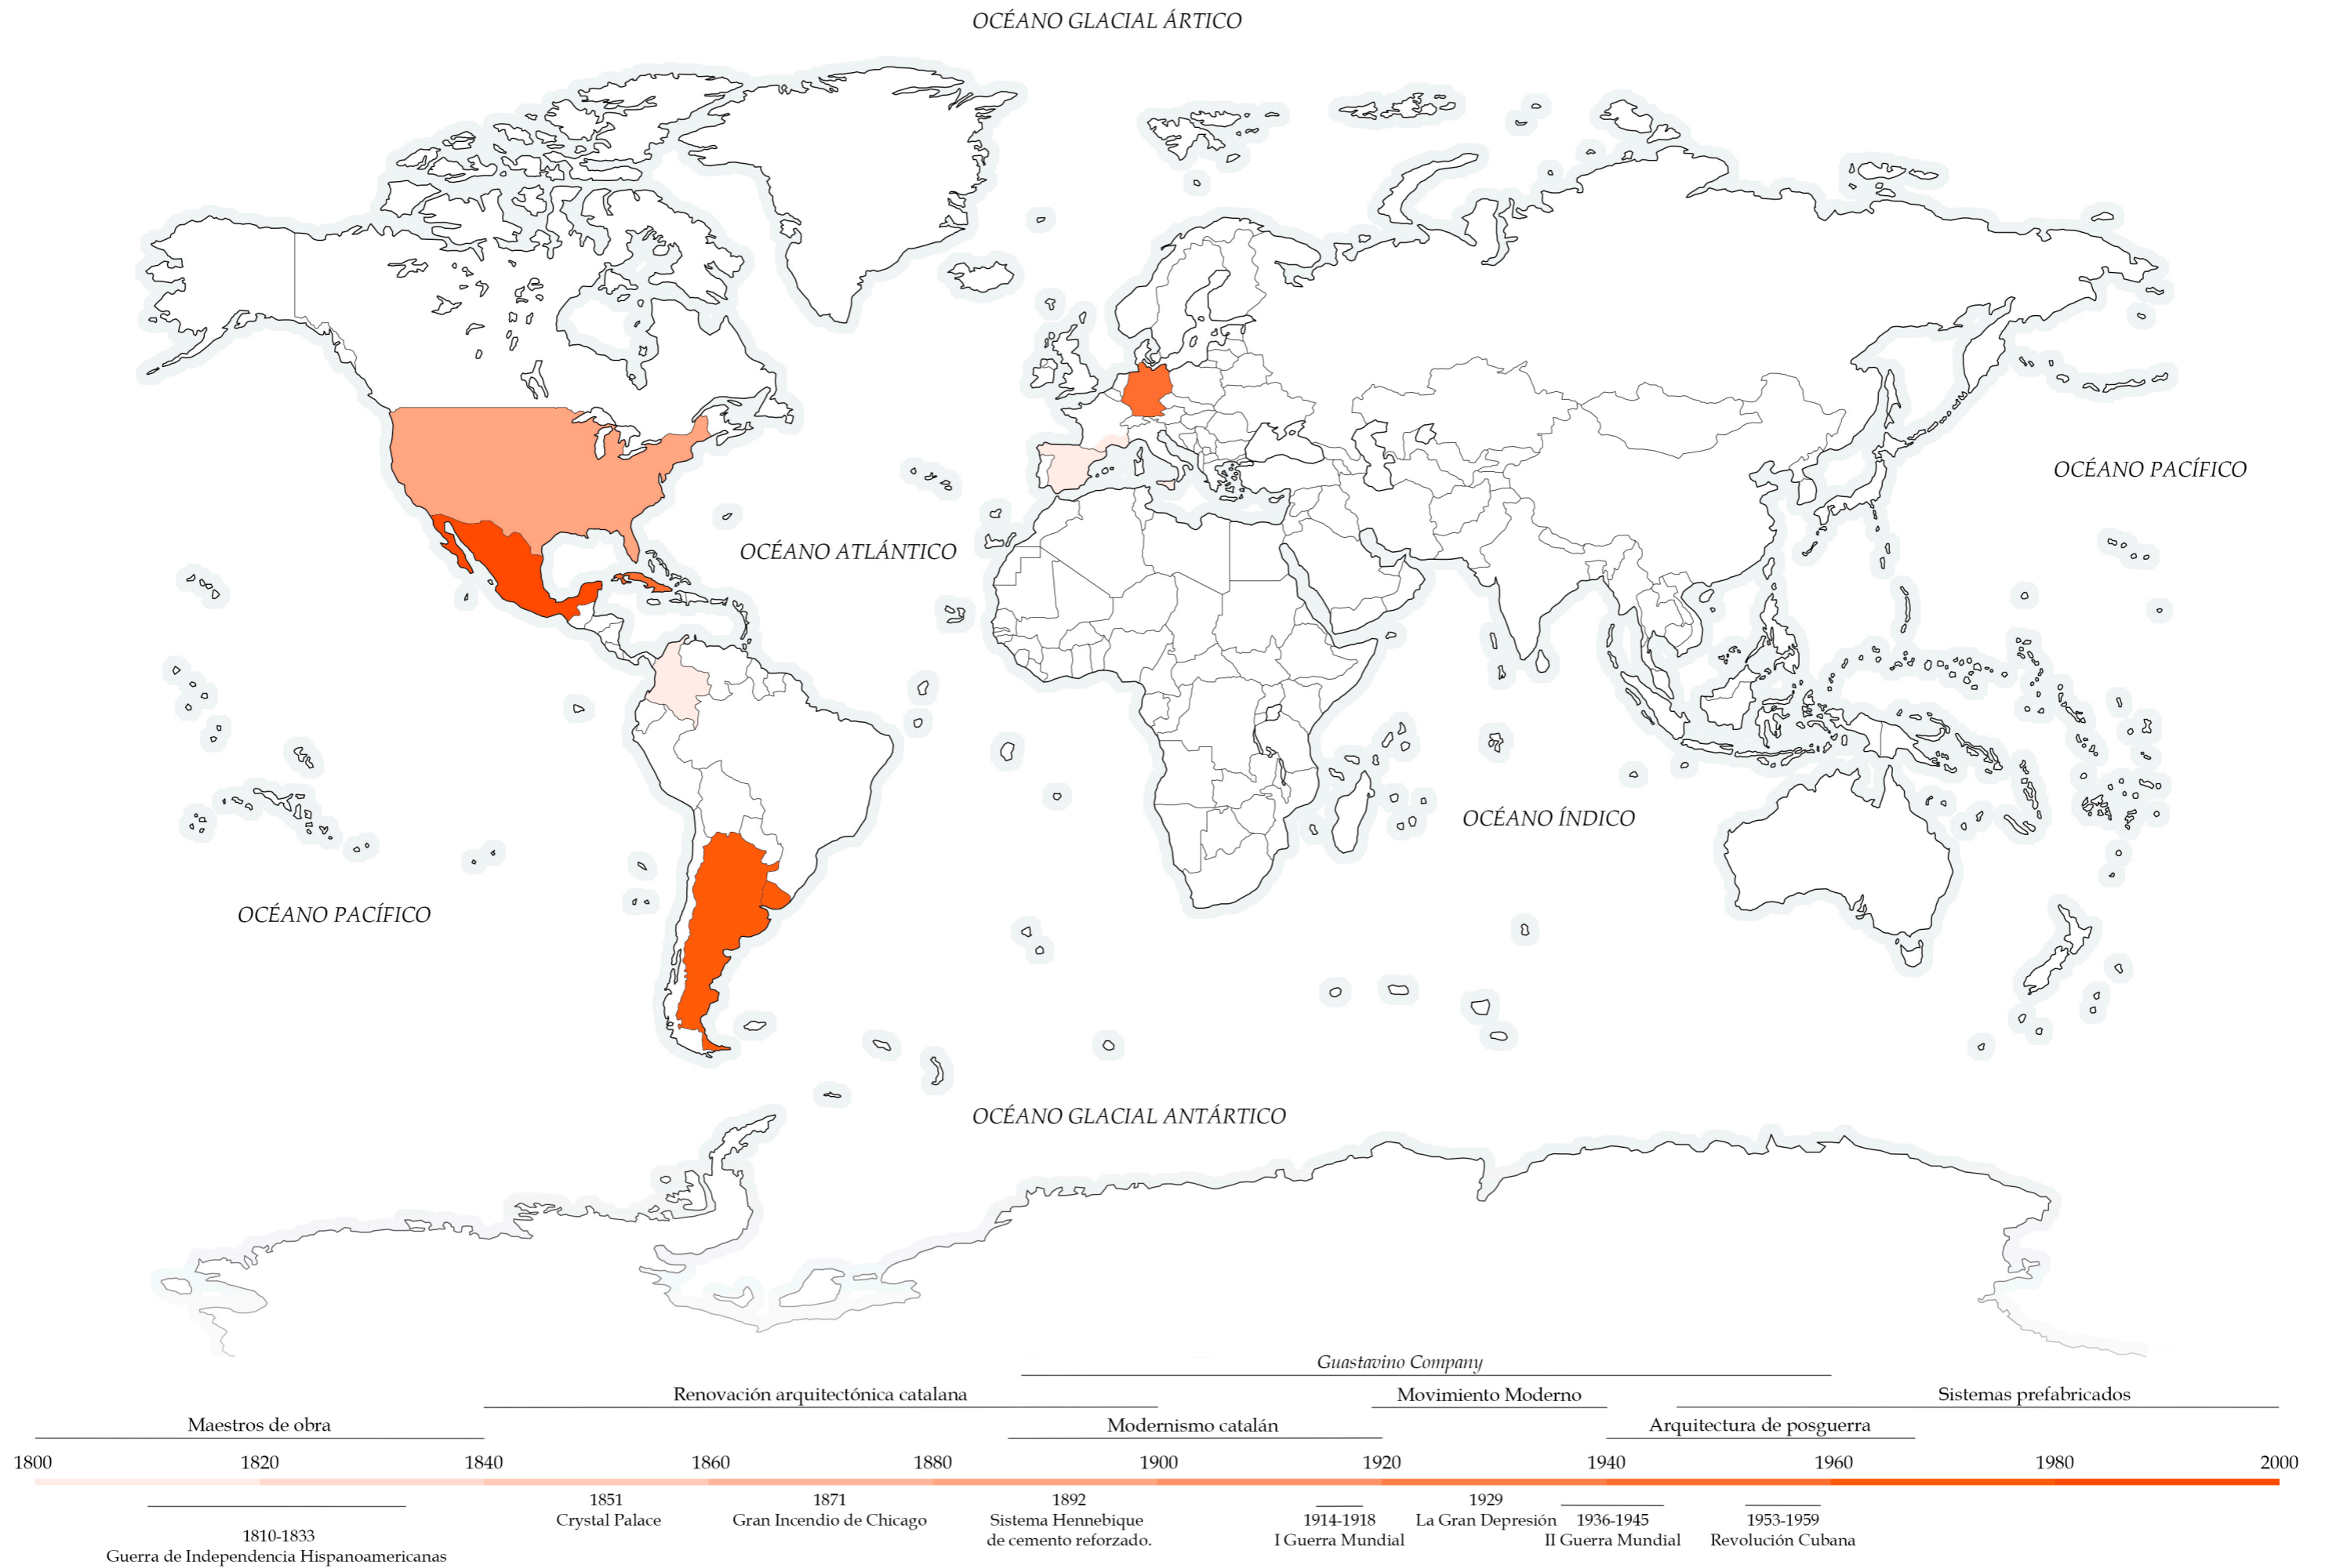 OCÉANO GLACIAL ÁRTICO
OCÉANO PACÍFICO
OCÉANO ATLÁNTICO
OCÉANO ÍNDICO
OCÉANO PACÍFICO
OCÉANO GLACIAL ANTÁRTICO
Guastavino Company
Renovación arquitectónica catalana
Movimiento Moderno
Sistemas prefabricados
Maestros de obra
Modernismo catalán
Arquitectura de posguerra
1800 1820 1840 1860 1880 1900 1920 1940 1960 1980 2000
1810-1833
Guerra de Independencia Hispanoamericanas
1851
Crystal Palace
1871
Gran Incendio de Chicago
1892
Sistema Hennebique
de cemento reforzado.
1914-1918
I Guerra Mundial
1929
La Gran Depresión
1936-1945
II Guerra Mundial
1953-1959
Revolución Cubana